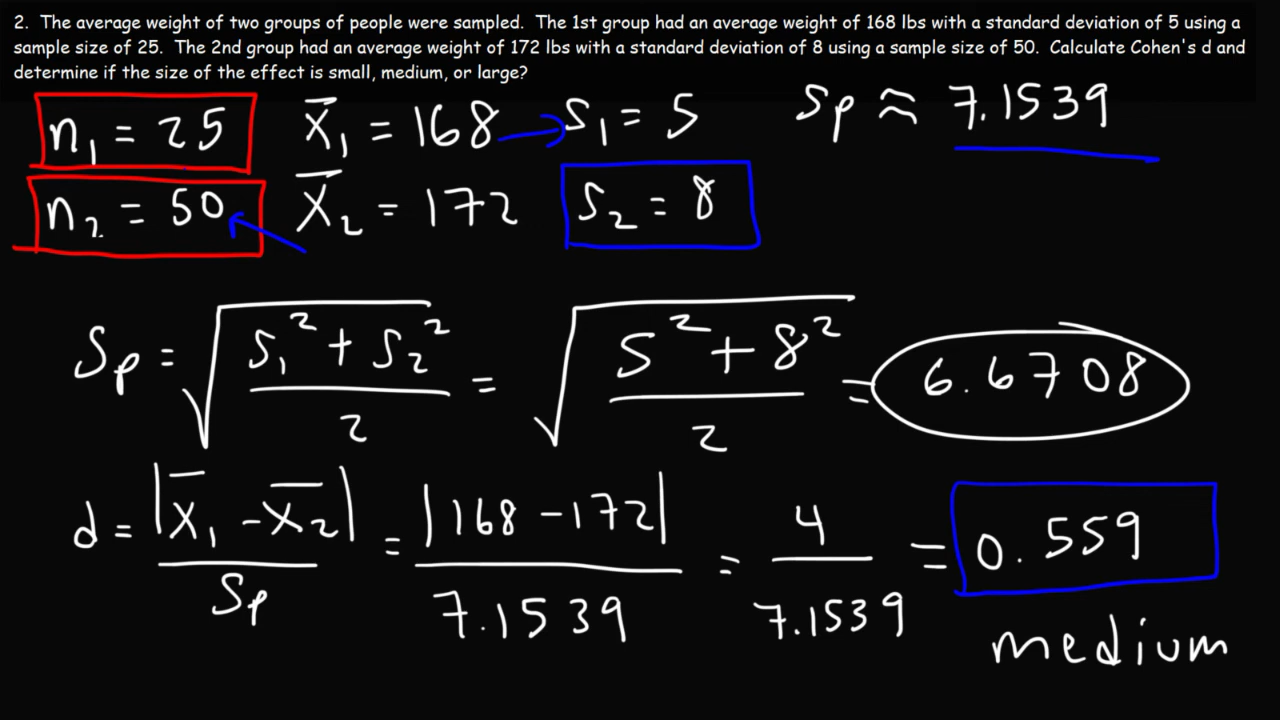 2. The average weight of two groups of people were sampled. The 1st group had an average weight of 168 lbs with a standard deviation of 5 using a
sample size of 25. The 2nd group had an average weight of 172 lbs with a standard deviation of 8 using a sample size of 50. Calculate Cohen's d and
determine if the size of the effect is small, medium, or large?
n₁ = 25 x̄₁ = 168 → s₁ = 5 sp ≈ 7.1539
n₂ = 50 x̄₂ = 172 s₂ = 8
sp = √((s₁² + s₂²)/2) = √((5² + 8²)/2) = 6.6708
d = |x̄₁ - x̄₂|/sp = |168 - 172|/7.1539 = 4/7.1539 = 0.559
medium